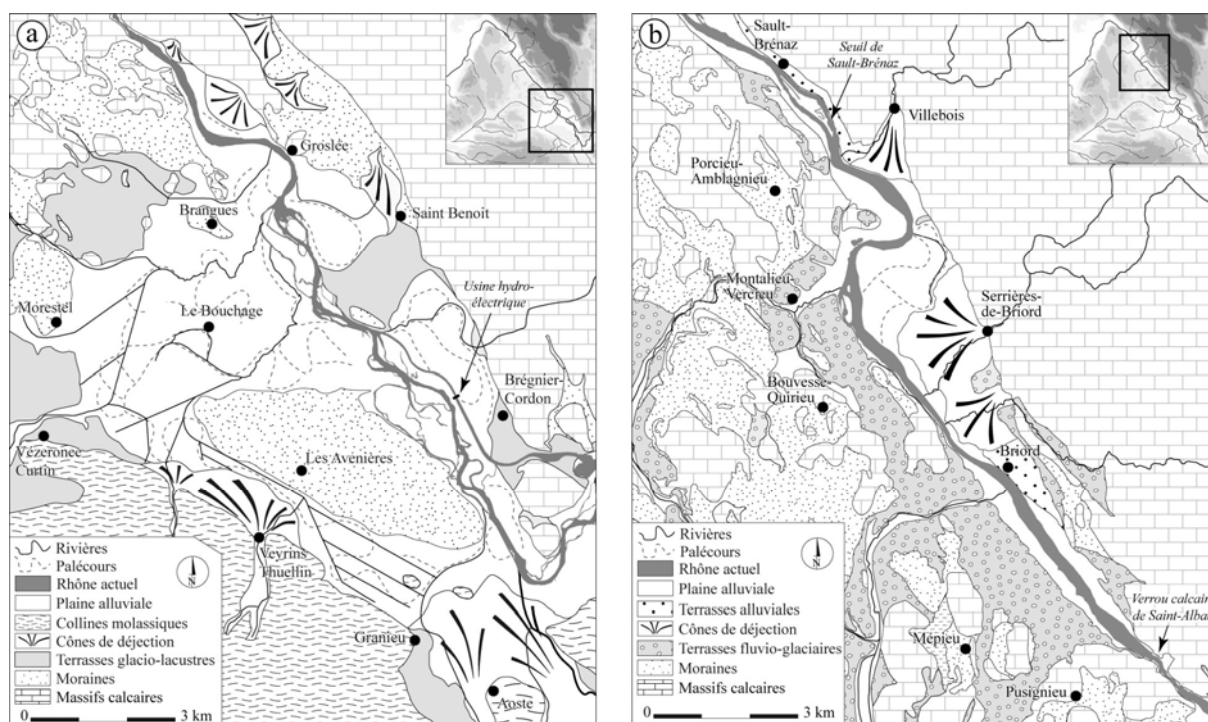 a
Groslée
Brangues
Saint Benoit
Usine hydro-
électrique
Morestel
Le Bouchage
Brégnier-
Cordon
Vézeronce
Curtin
Les Avenières
Veyrins
Thuellin
Granieu
Aoste
Rivières
Palécours
Rhône actuel
Plaine alluviale
Collines molassiques
Cônes de déjection
Terrasses glacio-lacustres
Moraines
Massifs calcaires
N
0 3 km
b
Sault-
Brénaz
Seuil de
Sault-Brénaz
Villebois
Porcieu-
Amblagnieu
Montalieu-
Vercieu
Serrières-
de-Briord
Bouvesse-
Quirieu
Briord
Verrou calcaire
de Saint-Alba
Mépieu
Pusignieu
Rivières
Palécours
Rhône actuel
Plaine alluviale
Terrasses alluviales
Cônes de déjection
Terrasses fluvio-glaciaires
Moraines
Massifs calcaires
N
0 3 km